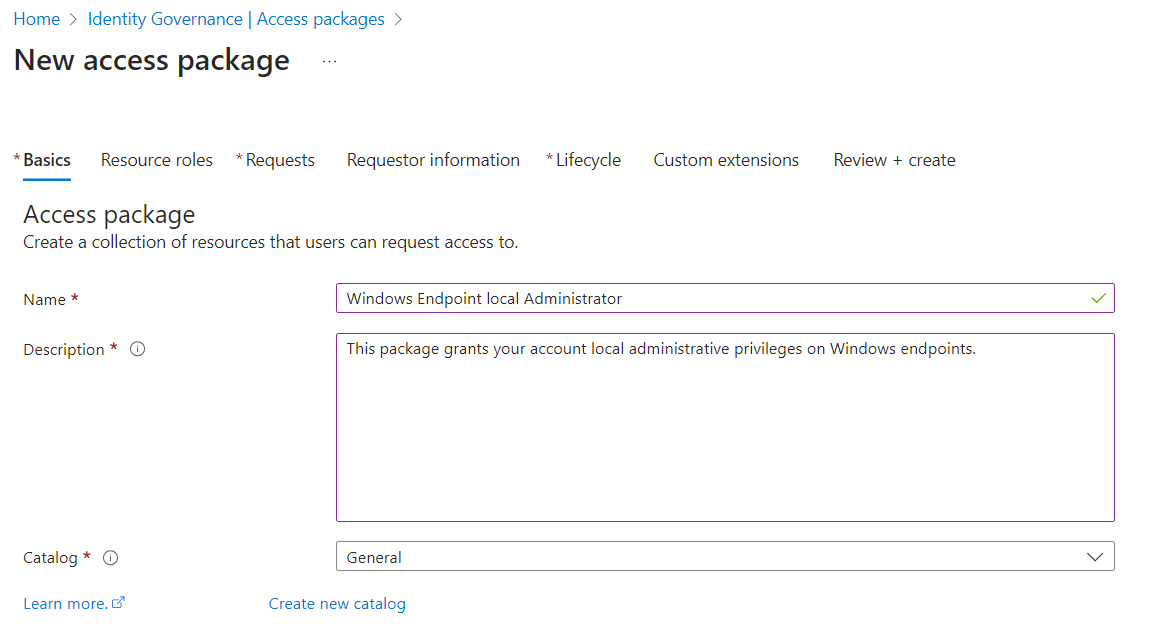 Home > Identity Governance | Access packages >
New access package ...
*Basics Resource roles *Requests Requestor information *Lifecycle Custom extensions Review + create
Access package
Create a collection of resources that users can request access to.
Name * Windows Endpoint local Administrator
Description * This package grants your account local administrative privileges on Windows endpoints.
Catalog * General
Learn more. Create new catalog